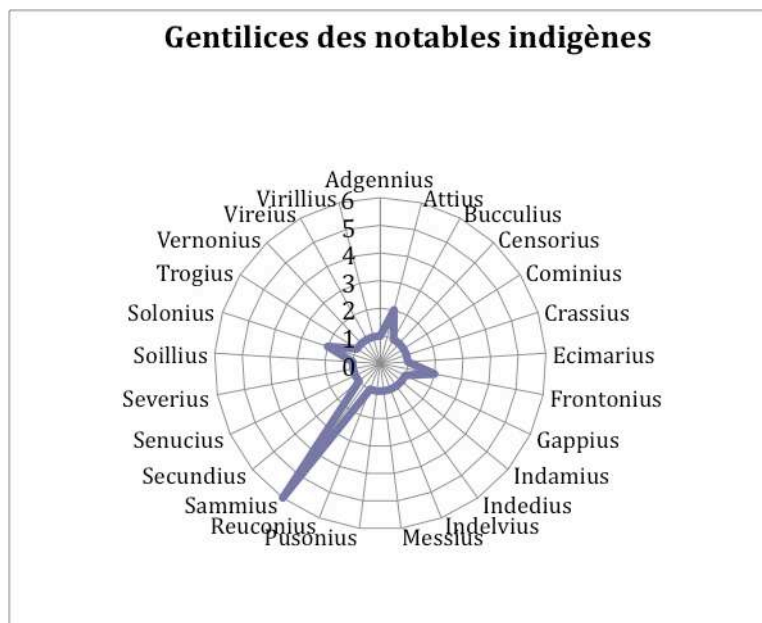 Gentilices des notables indigènes
Adgennius
Attius
Bucculius
Censorius
Cominius
Crassius
Ecimarius
Frontonius
Gappius
Indamius
Indedius
Indelvius
Messius
Pusonius
Reuconius
Sammius
Secundius
Senucius
Severius
Soillius
Solonius
Trogius
Vernonius
Vireius
Virillius
6
5
4
3
2
1
0